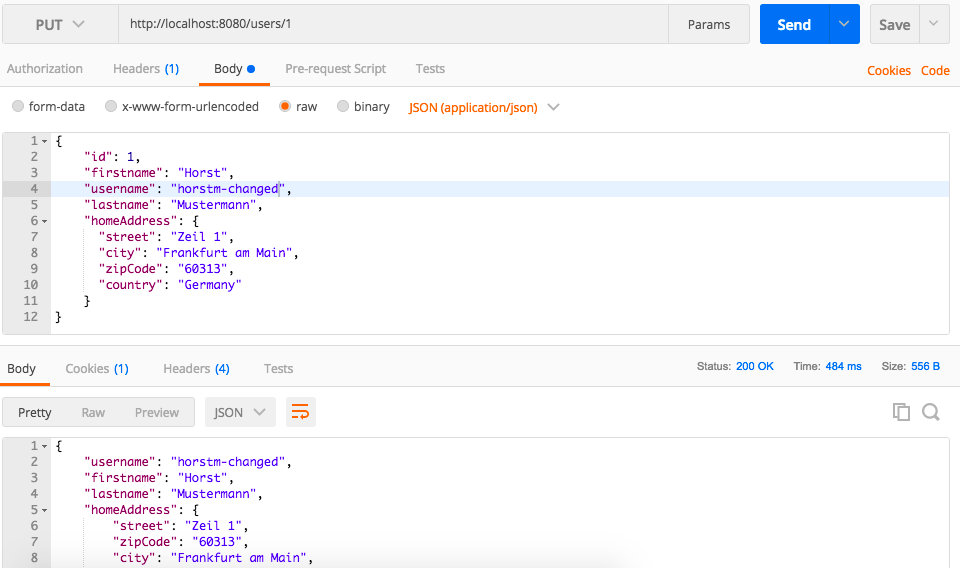 PUT http://localhost:8080/users/1 Params Send Save
Authorization Headers (1) Body Pre-request Script Tests Cookies Code
form-data x-www-form-urlencoded raw binary JSON (application/json)
1 {
2 "id": 1,
3 "firstname": "Horst",
4 "username": "horstm-changed",
5 "lastname": "Mustermann",
6 "homeAddress": {
7 "street": "Zeil 1",
8 "city": "Frankfurt am Main",
9 "zipCode": "60313",
10 "country": "Germany"
11 }
12 }
Body Cookies (1) Headers (4) Tests Status: 200 OK Time: 484 ms Size: 556 B
Pretty Raw Preview JSON
1 {
2 "username": "horstm-changed",
3 "firstname": "Horst",
4 "lastname": "Mustermann",
5 "homeAddress": {
6 "street": "Zeil 1",
7 "zipCode": "60313",
8 "city": "Frankfurt am Main",